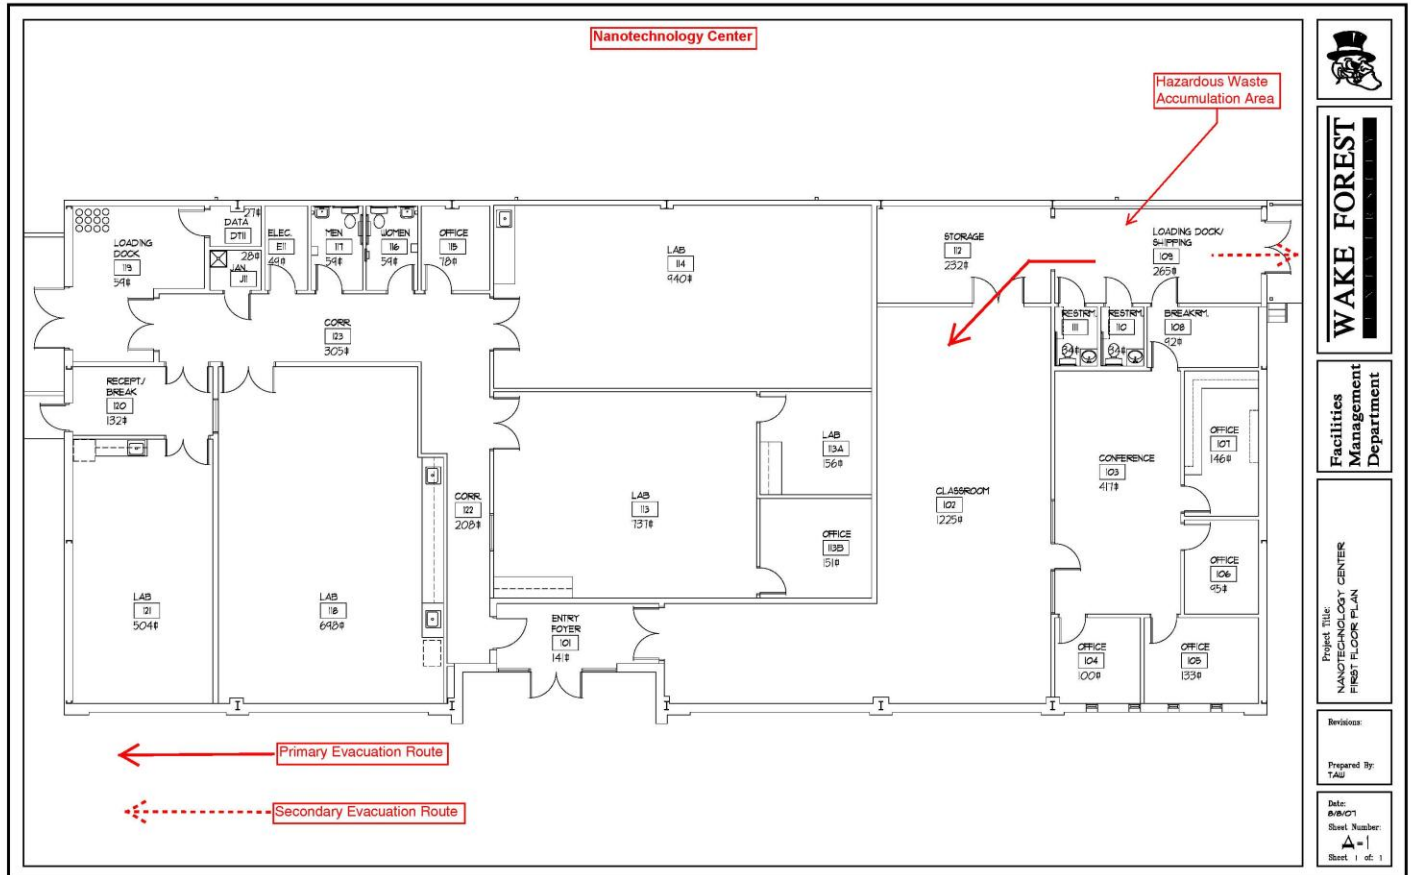 Nanotechnology Center
Hazardous Waste
Accumulation Area
LOADING
DOCK
119
59⌗
27⌗
DATA
DT11
28⌗
JAN.
J11
ELEC.
E11
49⌗
MEN
117
59⌗
WOMEN
116
59⌗
OFFICE
115
78⌗
LAB
114
940⌗
STORAGE
112
232⌗
LOADING DOCK/
SHIPPING
109
265⌗
CORR.
123
305⌗
RESTRM.
111
34⌗
RESTRM.
110
34⌗
BREAKRM.
108
92⌗
RECEPT./
BREAK
120
132⌗
LAB
113A
156⌗
OFFICE
107
146⌗
CONFERENCE
103
417⌗
CORR.
122
208⌗
LAB
113
737⌗
CLASSROOM
102
1225⌗
OFFICE
113B
151⌗
OFFICE
106
95⌗
LAB
121
504⌗
LAB
118
698⌗
ENTRY
FOYER
101
141⌗
OFFICE
104
100⌗
OFFICE
105
133⌗
Primary Evacuation Route
Secondary Evacuation Route
WAKE FOREST
Facilities
Management
Department
Project Title:
NANOTECHNOLOGY CENTER
FIRST FLOOR PLAN
Revisions:
Prepared By:
TAW
Date:
8/8/07
Sheet Number:
A-1
Sheet 1 of: 1